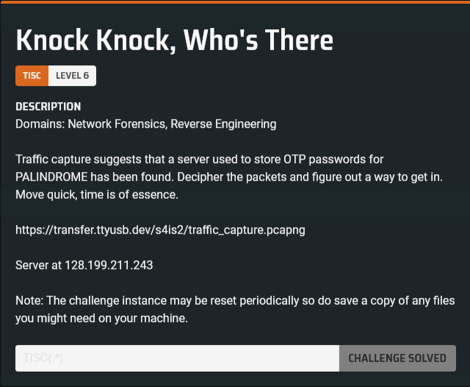 Knock Knock, Who's There
TISC LEVEL 6
DESCRIPTION
Domains: Network Forensics, Reverse Engineering
Traffic capture suggests that a server used to store OTP passwords for
PALINDROME has been found. Decipher the packets and figure out a way to get in.
Move quick, time is of essence.
https://transfer.ttyusb.dev/s4is2/traffic_capture.pcapng
Server at 128.199.211.243
Note: The challenge instance may be reset periodically so do save a copy of any files
you might need on your machine.
TISC{.*} CHALLENGE SOLVED